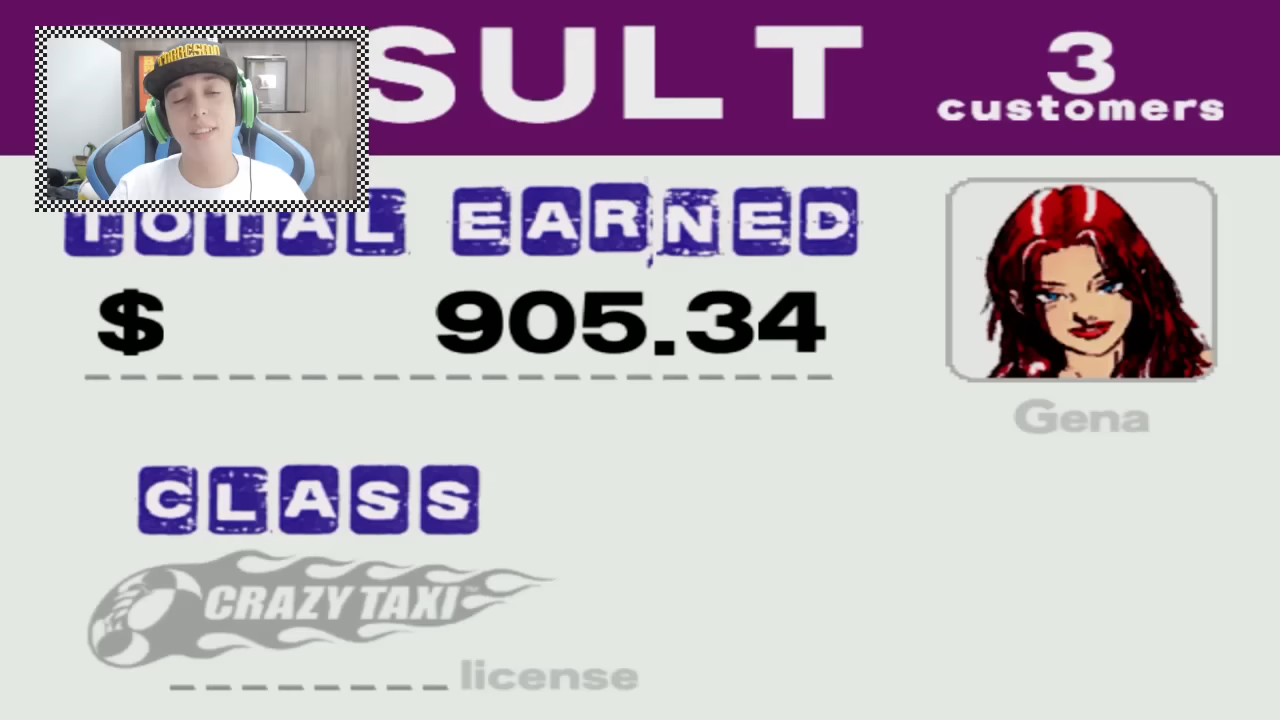 SULT
3
customers
TOTAL EARNED
$ 905.34
Gena
CLASS
CRAZY TAXI
license